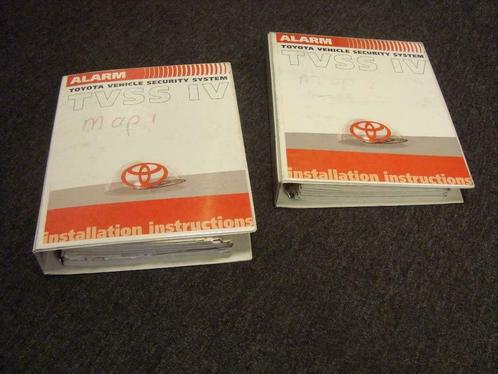 ALARM
TOYOTA VEHICLE SECURITY SYSTEM
TVSS IV
map 1
installation instructions
ALARM
TOYOTA VEHICLE SECURITY SYSTEM
TVSS IV
installation instructions